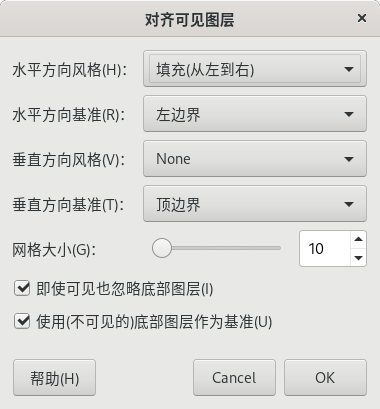 对齐可见图层
水平方向风格(H): 填充(从左到右)
水平方向基准(R): 左边界
垂直方向风格(V): None
垂直方向基准(T): 顶边界
网格大小(G): 10
即使可见也忽略底部图层(I)
使用(不可见的)底部图层作为基准(U)
帮助(H) Cancel OK